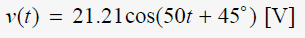 v(t) = 21.21cos(50t + 45°) [V]